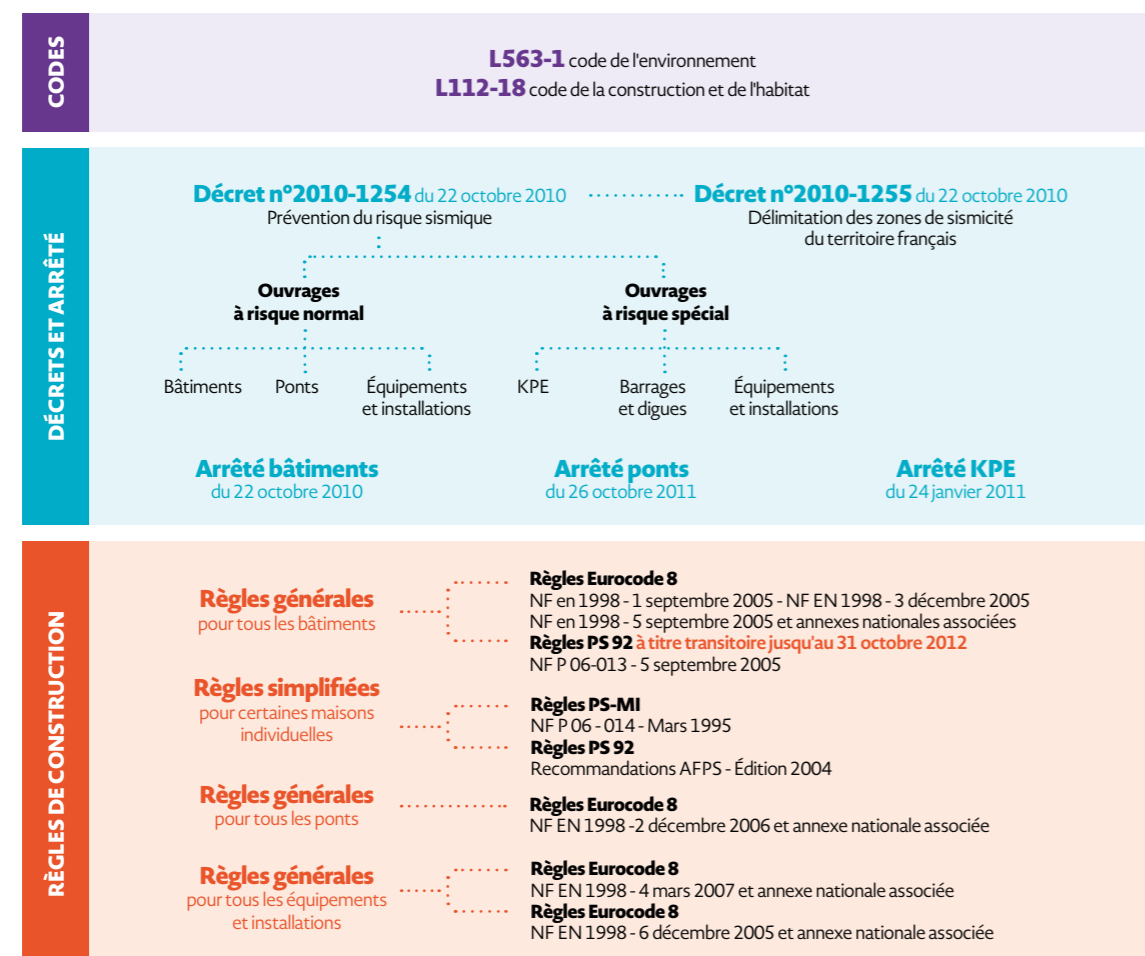 CODES
L563-1 code de l'environnement
L112-18 code de la construction et de l'habitat
DÉCRETS ET ARRÊTÉ
Décret n°2010-1254 du 22 octobre 2010
Prévention du risque sismique
Décret n°2010-1255 du 22 octobre 2010
Délimitation des zones de sismicité
du territoire français
Ouvrages
à risque normal
Ouvrages
à risque spécial
Bâtiments
Ponts
Équipements
et installations
KPE
Barrages
et digues
Équipements
et installations
Arrêté bâtiments
du 22 octobre 2010
Arrêté ponts
du 26 octobre 2011
Arrêté KPE
du 24 janvier 2011
RÈGLES DE CONSTRUCTION
Règles générales
pour tous les bâtiments
Règles Eurocode 8
NF en 1998 - 1 septembre 2005 - NF EN 1998 - 3 décembre 2005
NF en 1998 - 5 septembre 2005 et annexes nationales associées
Règles PS 92 à titre transitoire jusqu'au 31 octobre 2012
NF P 06-013 - 5 septembre 2005
Règles simplifiées
pour certaines maisons
individuelles
Règles PS-MI
NF P 06 - 014 - Mars 1995
Règles PS 92
Recommandations AFPS - Édition 2004
Règles générales
pour tous les ponts
Règles Eurocode 8
NF EN 1998 -2 décembre 2006 et annexe nationale associée
Règles générales
pour tous les équipements
et installations
Règles Eurocode 8
NF EN 1998 - 4 mars 2007 et annexe nationale associée
Règles Eurocode 8
NF EN 1998 - 6 décembre 2005 et annexe nationale associée